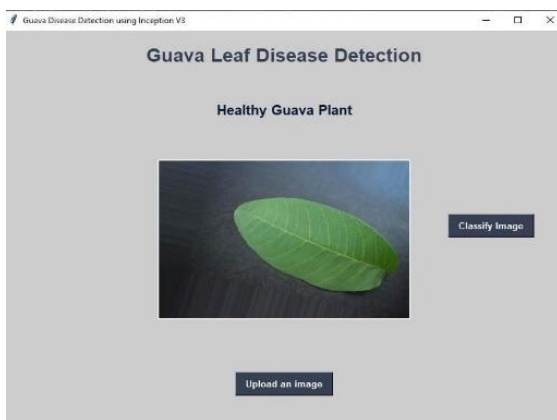 Guava Disease Detection using Inception V3
Guava Leaf Disease Detection
Healthy Guava Plant
Classify Image
Upload an image